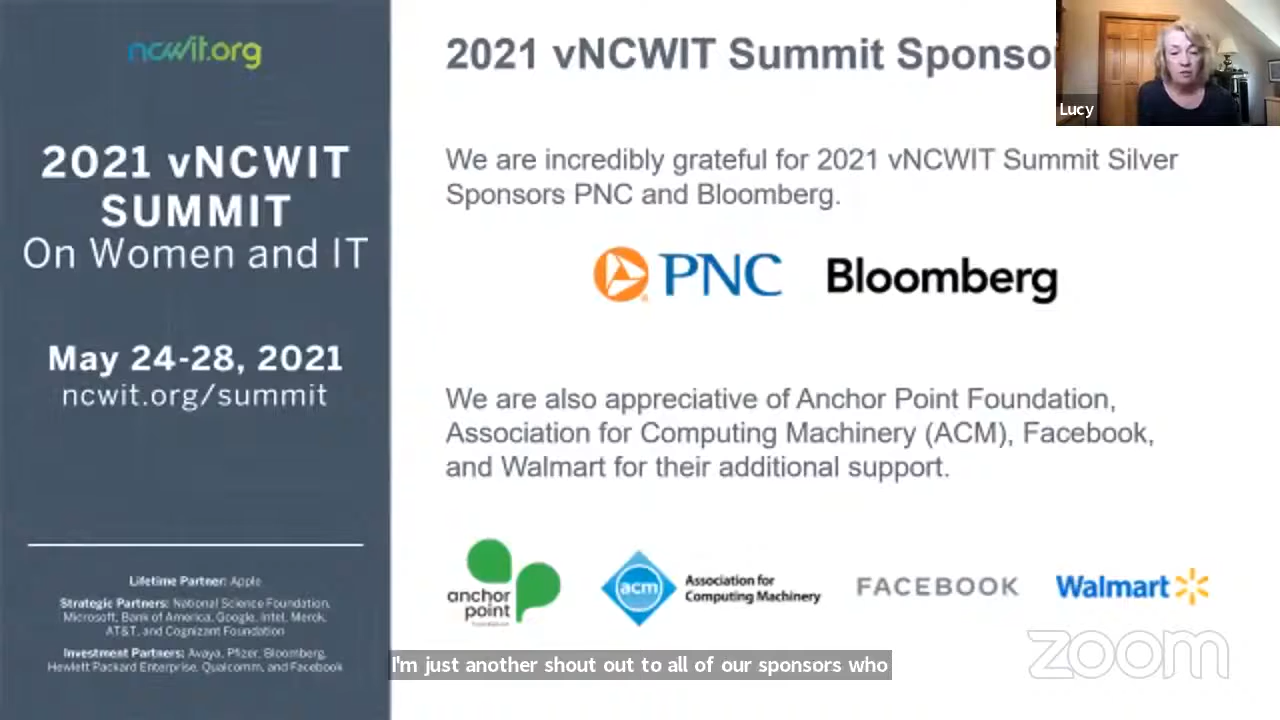 ncwit.org
2021 vNCWIT
SUMMIT
On Women and IT
May 24-28, 2021
ncwit.org/summit
Lifetime Partner: Apple
Strategic Partners: National Science Foundation,
Microsoft, Bank of America, Google, Intel, Merck,
AT&T, and Cognizant Foundation
Investment Partners: Avaya, Pfizer, Bloomberg,
Hewlett Packard Enterprise, Qualcomm, and Facebook
2021 vNCWIT Summit Sponso
Lucy
We are incredibly grateful for 2021 vNCWIT Summit Silver
Sponsors PNC and Bloomberg.
PNC
Bloomberg
We are also appreciative of Anchor Point Foundation,
Association for Computing Machinery (ACM), Facebook,
and Walmart for their additional support.
anchor
point
acm
Association for
Computing Machinery
FACEBOOK
Walmart
zoom
I'm just another shout out to all of our sponsors who